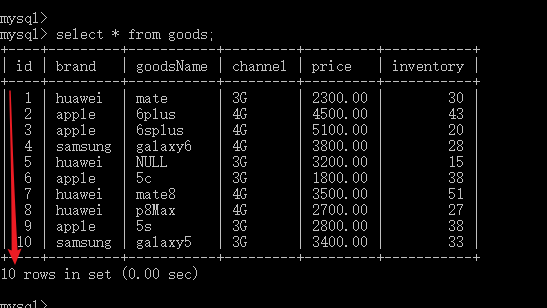 mysql>
mysql> select * from goods;
+----+---------+-----------+---------+---------+-----------+
| id | brand   | goodsName | channel | price   | inventory |
+----+---------+-----------+---------+---------+-----------+
|  1 | huawei  | mate      | 3G      | 2300.00 |        30 |
|  2 | apple   | 6plus     | 4G      | 4500.00 |        43 |
|  3 | apple   | 6splus    | 4G      | 5100.00 |        20 |
|  4 | samsung | galaxy6   | 4G      | 3800.00 |        28 |
|  5 | huawei  | NULL      | 3G      | 3200.00 |        15 |
|  6 | apple   | 5c        | 3G      | 1800.00 |        38 |
|  7 | huawei  | mate8     | 4G      | 3500.00 |        51 |
|  8 | huawei  | p8Max     | 4G      | 2700.00 |        27 |
|  9 | apple   | 5s        | 3G      | 2800.00 |        38 |
| 10 | samsung | galaxy5   | 3G      | 3400.00 |        33 |
+----+---------+-----------+---------+---------+-----------+
10 rows in set (0.00 sec)
mysql>